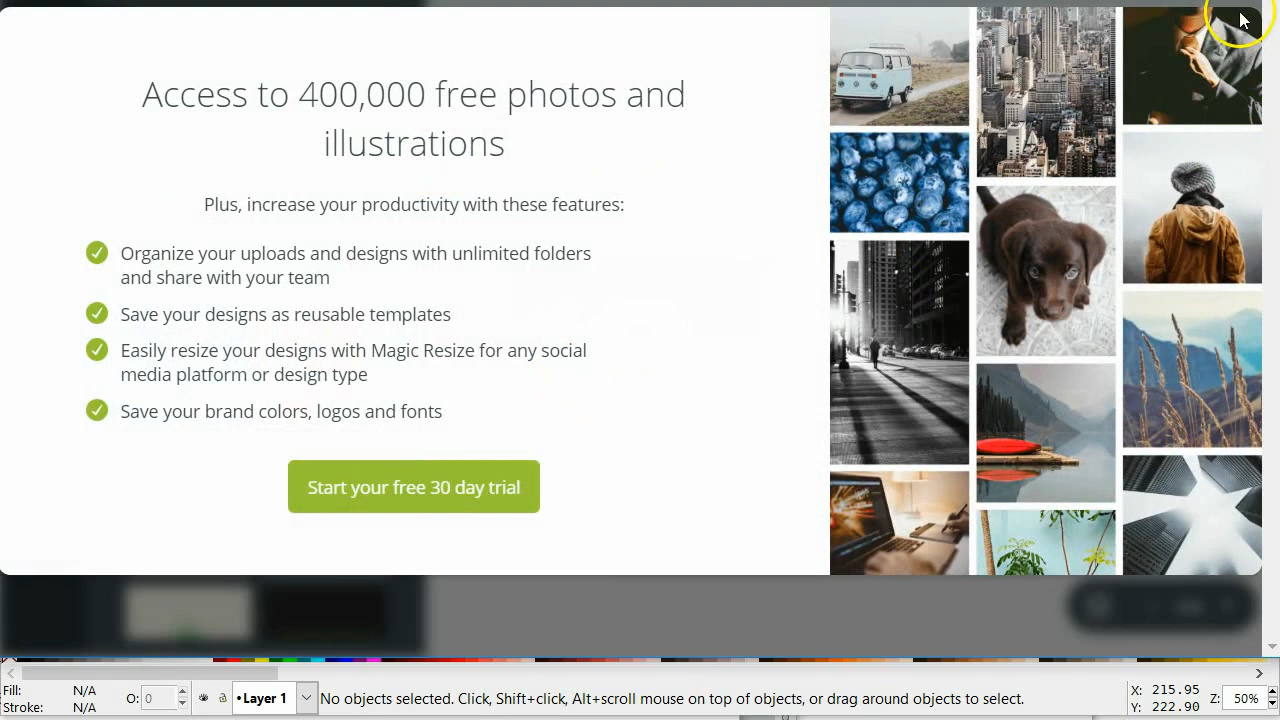 Access to 400,000 free photos and
illustrations
Plus, increase your productivity with these features:
Organize your uploads and designs with unlimited folders
and share with your team
Save your designs as reusable templates
Easily resize your designs with Magic Resize for any social
media platform or design type
Save your brand colors, logos and fonts
Start your free 30 day trial
Fill: N/A
Stroke: N/A
O: 0
•Layer 1
No objects selected. Click, Shift+click, Alt+scroll mouse on top of objects, or drag around objects to select.
X: 215.95
Y: 222.90
Z: 50%